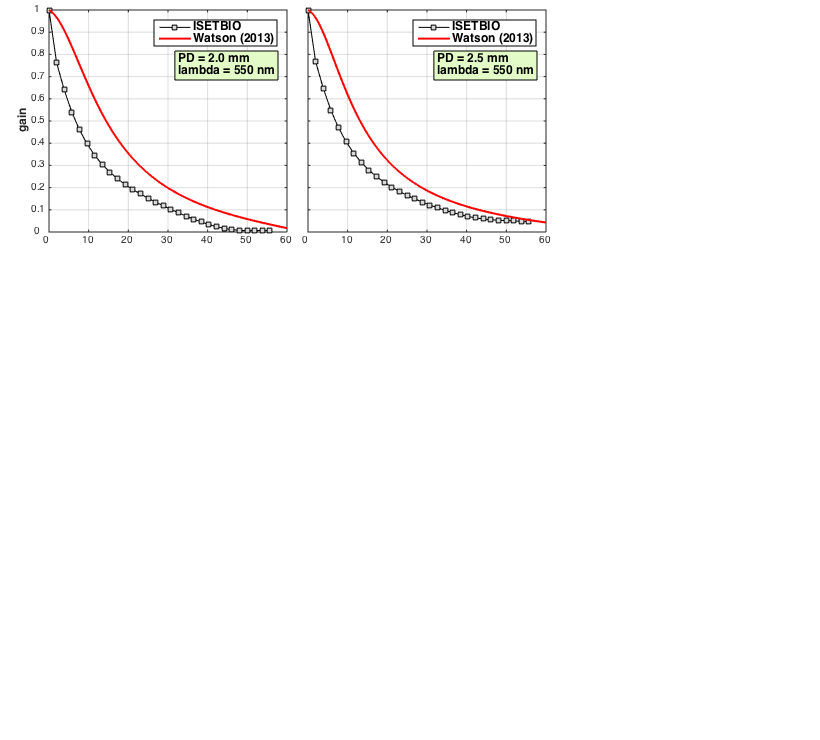 1
0.9
0.8
0.7
0.6
0.5
0.4
0.3
0.2
0.1
0
gain
0 10 20 30 40 50 60
ISETBIO
Watson (2013)
PD = 2.0 mm
lambda = 550 nm
0 10 20 30 40 50 60
ISETBIO
Watson (2013)
PD = 2.5 mm
lambda = 550 nm